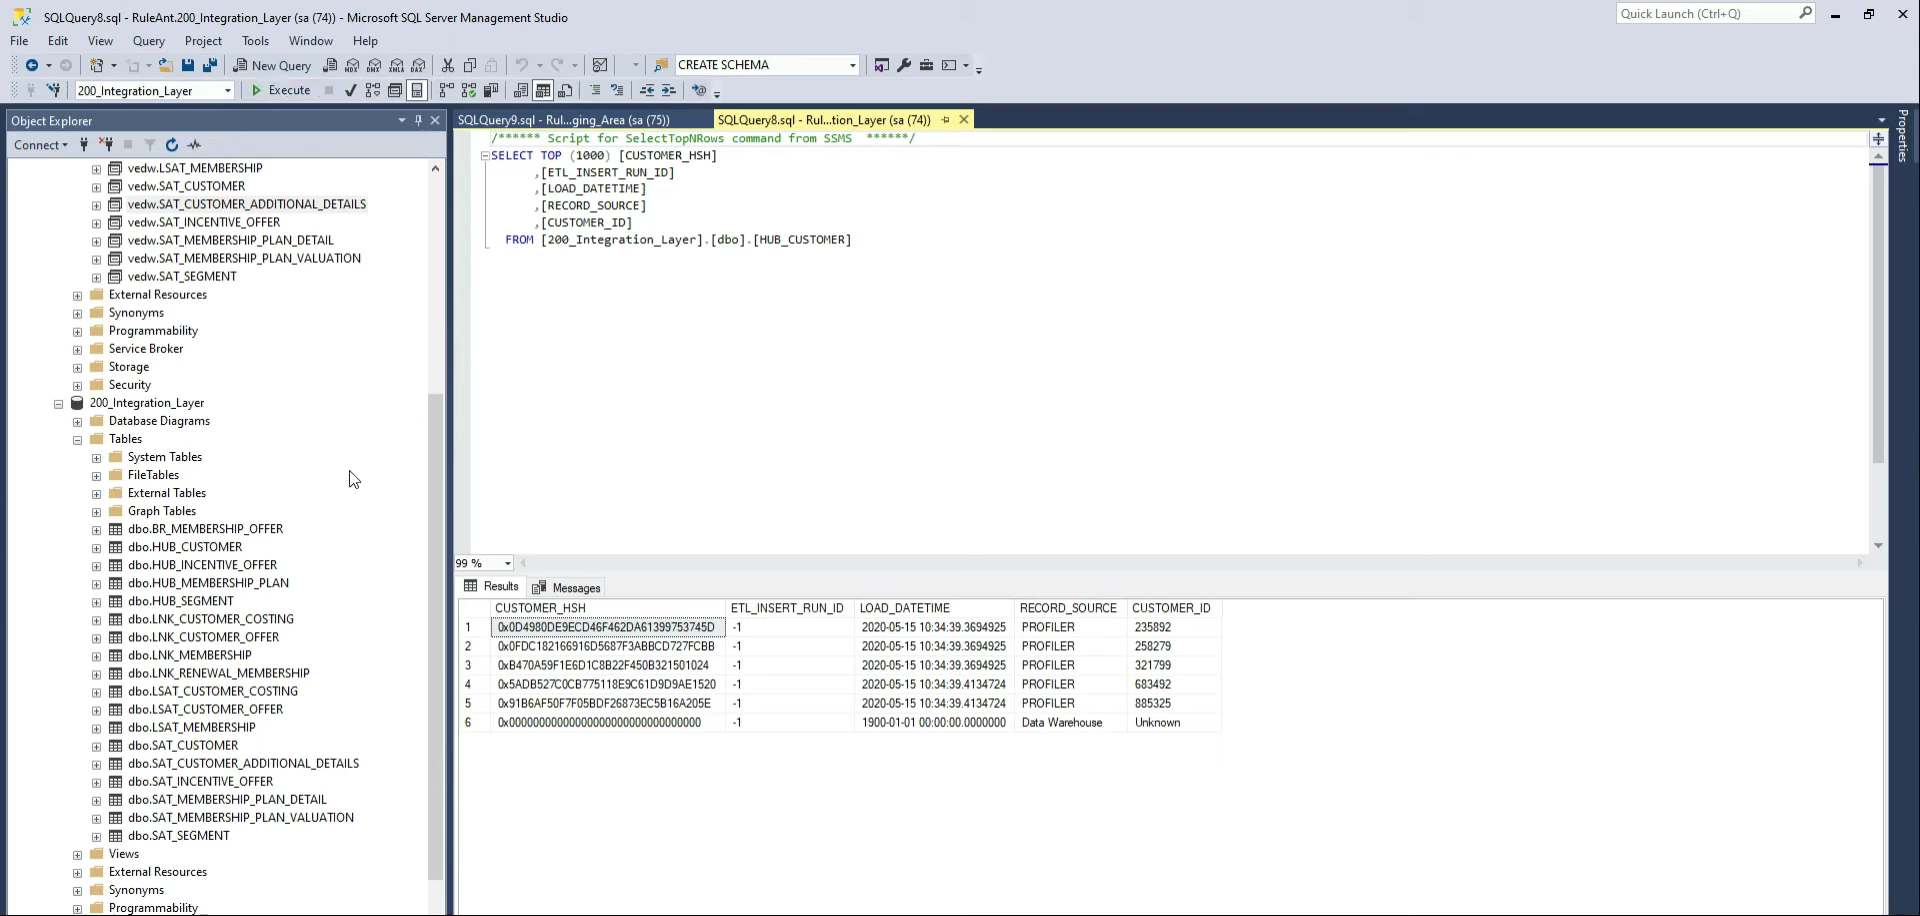 SQLQuery8.sql - RuleAnt.200_Integration_Layer (sa (74)) - Microsoft SQL Server Management Studio
Quick Launch (Ctrl+Q)
File Edit View Query Project Tools Window Help
New Query MDX DMX XMLA DAX CREATE SCHEMA
200_Integration_Layer Execute
Object Explorer
SQLQuery9.sql - Rul...ging_Area (sa (75)) SQLQuery8.sql - Rul...tion_Layer (sa (74))
Properties
Connect
vedw.LSAT_MEMBERSHIP
vedw.SAT_CUSTOMER
vedw.SAT_CUSTOMER_ADDITIONAL_DETAILS
vedw.SAT_INCENTIVE_OFFER
vedw.SAT_MEMBERSHIP_PLAN_DETAIL
vedw.SAT_MEMBERSHIP_PLAN_VALUATION
vedw.SAT_SEGMENT
External Resources
Synonyms
Programmability
Service Broker
Storage
Security
200_Integration_Layer
Database Diagrams
Tables
System Tables
FileTables
External Tables
Graph Tables
dbo.BR_MEMBERSHIP_OFFER
dbo.HUB_CUSTOMER
dbo.HUB_INCENTIVE_OFFER
dbo.HUB_MEMBERSHIP_PLAN
dbo.HUB_SEGMENT
dbo.LNK_CUSTOMER_COSTING
dbo.LNK_CUSTOMER_OFFER
dbo.LNK_MEMBERSHIP
dbo.LNK_RENEWAL_MEMBERSHIP
dbo.LSAT_CUSTOMER_COSTING
dbo.LSAT_CUSTOMER_OFFER
dbo.LSAT_MEMBERSHIP
dbo.SAT_CUSTOMER
dbo.SAT_CUSTOMER_ADDITIONAL_DETAILS
dbo.SAT_INCENTIVE_OFFER
dbo.SAT_MEMBERSHIP_PLAN_DETAIL
dbo.SAT_MEMBERSHIP_PLAN_VALUATION
dbo.SAT_SEGMENT
Views
External Resources
Synonyms
Programmability
/****** Script for SelectTopNRows command from SSMS ******/
SELECT TOP (1000) [CUSTOMER_HSH]
,[ETL_INSERT_RUN_ID]
,[LOAD_DATETIME]
,[RECORD_SOURCE]
,[CUSTOMER_ID]
FROM [200_Integration_Layer].[dbo].[HUB_CUSTOMER]
99 %
Results Messages
CUSTOMER_HSH ETL_INSERT_RUN_ID LOAD_DATETIME RECORD_SOURCE CUSTOMER_ID
1 0x0D4980DE9ECD46F462DA61399753745D -1 2020-05-15 10:34:39.3694925 PROFILER 235892
2 0x0FDC182166916D5687F3ABBCD727FCBB -1 2020-05-15 10:34:39.3694925 PROFILER 258279
3 0xB470A59F1E6D1C8B22F450B321501024 -1 2020-05-15 10:34:39.3694925 PROFILER 321799
4 0x5ADB527C0CB775118E9C61D9D9AE1520 -1 2020-05-15 10:34:39.4134724 PROFILER 683492
5 0x91B6AF50F7F05BDF26873EC5B16A205E -1 2020-05-15 10:34:39.4134724 PROFILER 885325
6 0x00000000000000000000000000000000 -1 1900-01-01 00:00:00.0000000 Data Warehouse Unknown